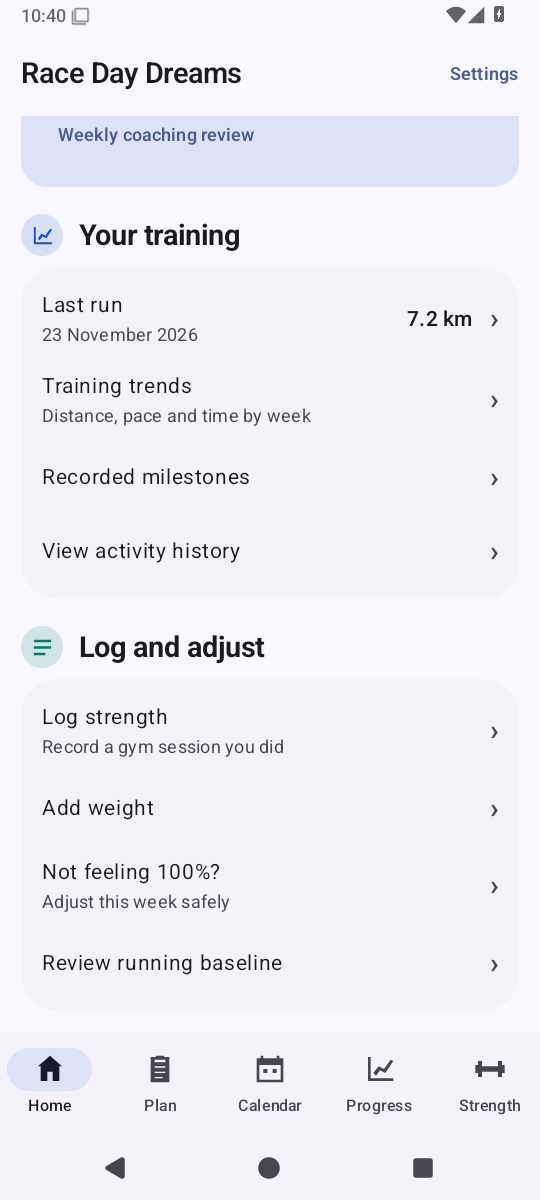 10:40
Race Day Dreams
Settings
Weekly coaching review
Your training
Last run
23 November 2026
7.2 km
Training trends
Distance, pace and time by week
Recorded milestones
View activity history
Log and adjust
Log strength
Record a gym session you did
Add weight
Not feeling 100%?
Adjust this week safely
Review running baseline
Home
Plan
Calendar
Progress
Strength